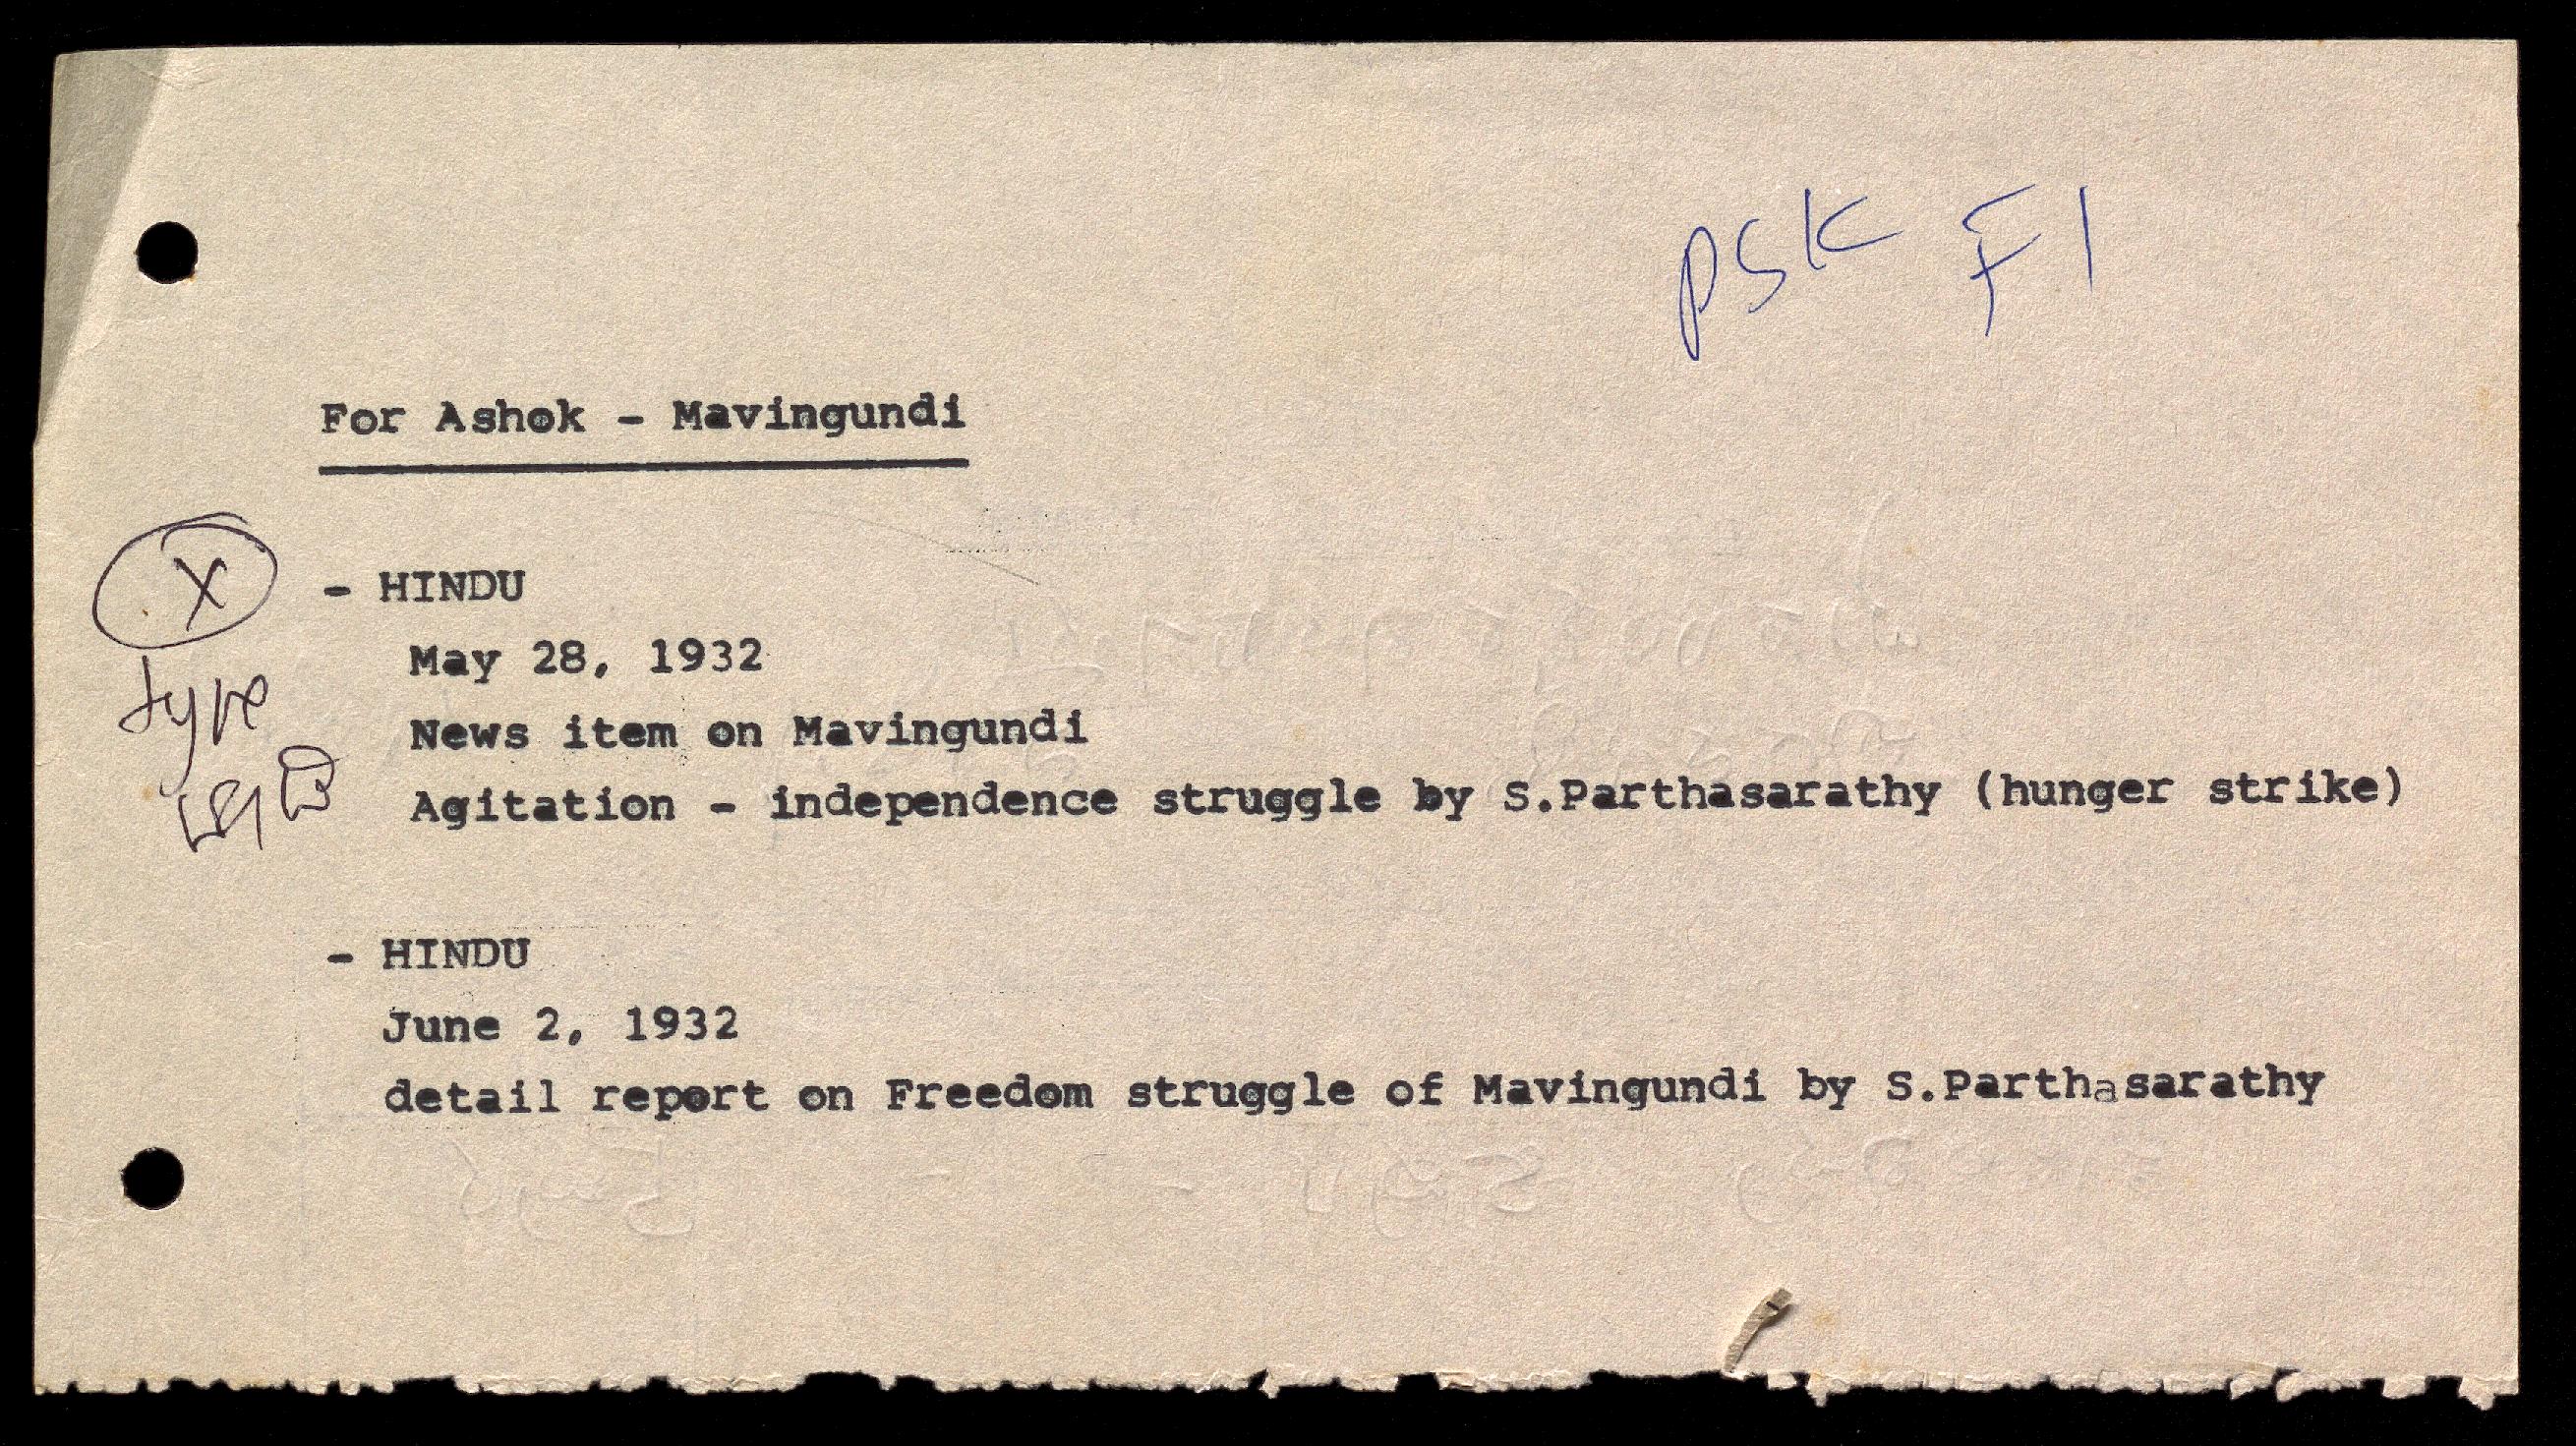 PSK F1
For Ashok - Mavingundi
X
- HINDU
May 28, 1932
type
News item on Mavingundi
Agitation - independence struggle by S.Parthasarathy (hunger strike)
- HINDU
June 2, 1932
detail report on Freedom struggle of Mavingundi by S.Parthasarathy